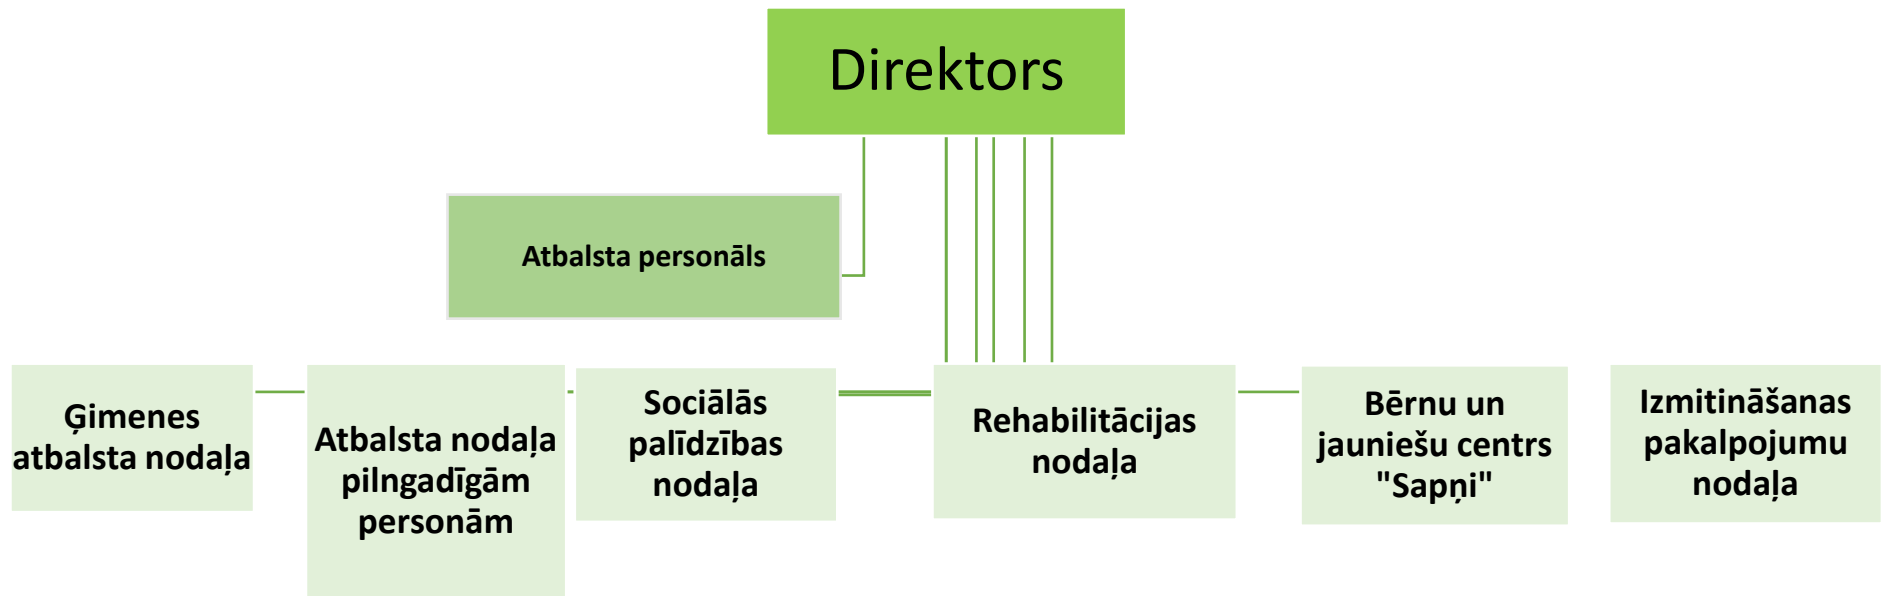 Direktors
Atbalsta personāls
Ģimenes
atbalsta nodaļa
Atbalsta nodaļa
pilngadīgām
personām
Sociālās
palīdzības
nodaļa
Rehabilitācijas
nodaļa
Bērnu un
jauniešu centrs
"Sapņi"
Izmitināšanas
pakalpojumu
nodaļa